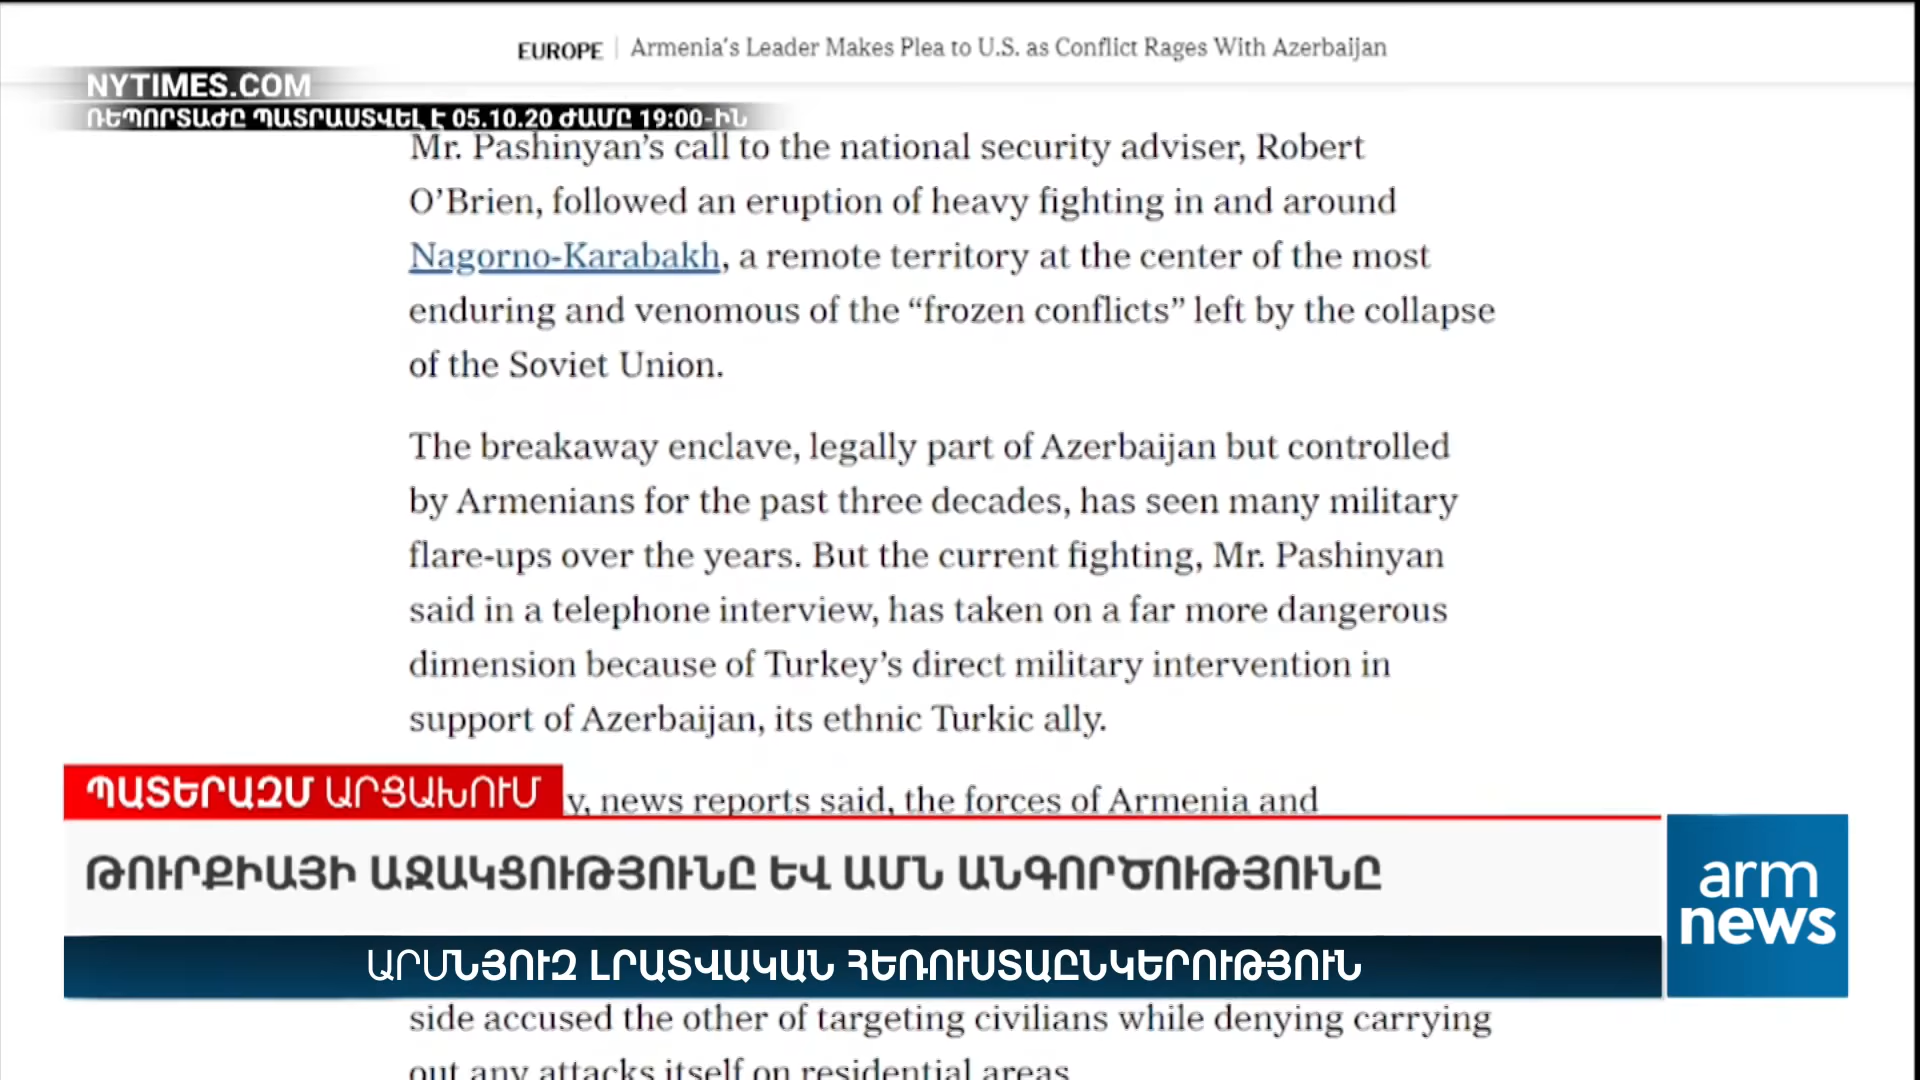 EUROPE | Armenia's Leader Makes Plea to U.S. as Conflict Rages With Azerbaijan
NYTIMES.COM
ՌԵՊՈՐՏԱԺԸ ՊԱՏՐԱՍՏՎԵԼ Է 05.10.20 ԺԱՄԸ 19:00-ԻՆ
Mr. Pashinyan’s call to the national security adviser, Robert
O’Brien, followed an eruption of heavy fighting in and around
Nagorno-Karabakh, a remote territory at the center of the most
enduring and venomous of the “frozen conflicts” left by the collapse
of the Soviet Union.
The breakaway enclave, legally part of Azerbaijan but controlled
by Armenians for the past three decades, has seen many military
flare-ups over the years. But the current fighting, Mr. Pashinyan
said in a telephone interview, has taken on a far more dangerous
dimension because of Turkey’s direct military intervention in
support of Azerbaijan, its ethnic Turkic ally.
ՊԱՏԵՐԱԶՄ ԱՐՑԱԽՈՒՄ
y, news reports said, the forces of Armenia and
ԹՈՒՐՔԻԱՅԻ ԱՋԱԿՑՈՒԹՅՈՒՆԸ ԵՎ ԱՄՆ ԱՆԳՈՐԾՈՒԹՅՈՒՆԸ
arm
news
ԱՐՄՆՅՈՒԶ ԼՐԱՏՎԱԿԱՆ ՀԵՌՈՒՍՏԱԸՆԿԵՐՈՒԹՅՈՒՆ
side accused the other of targeting civilians while denying carrying
out any attacks itself on residential areas